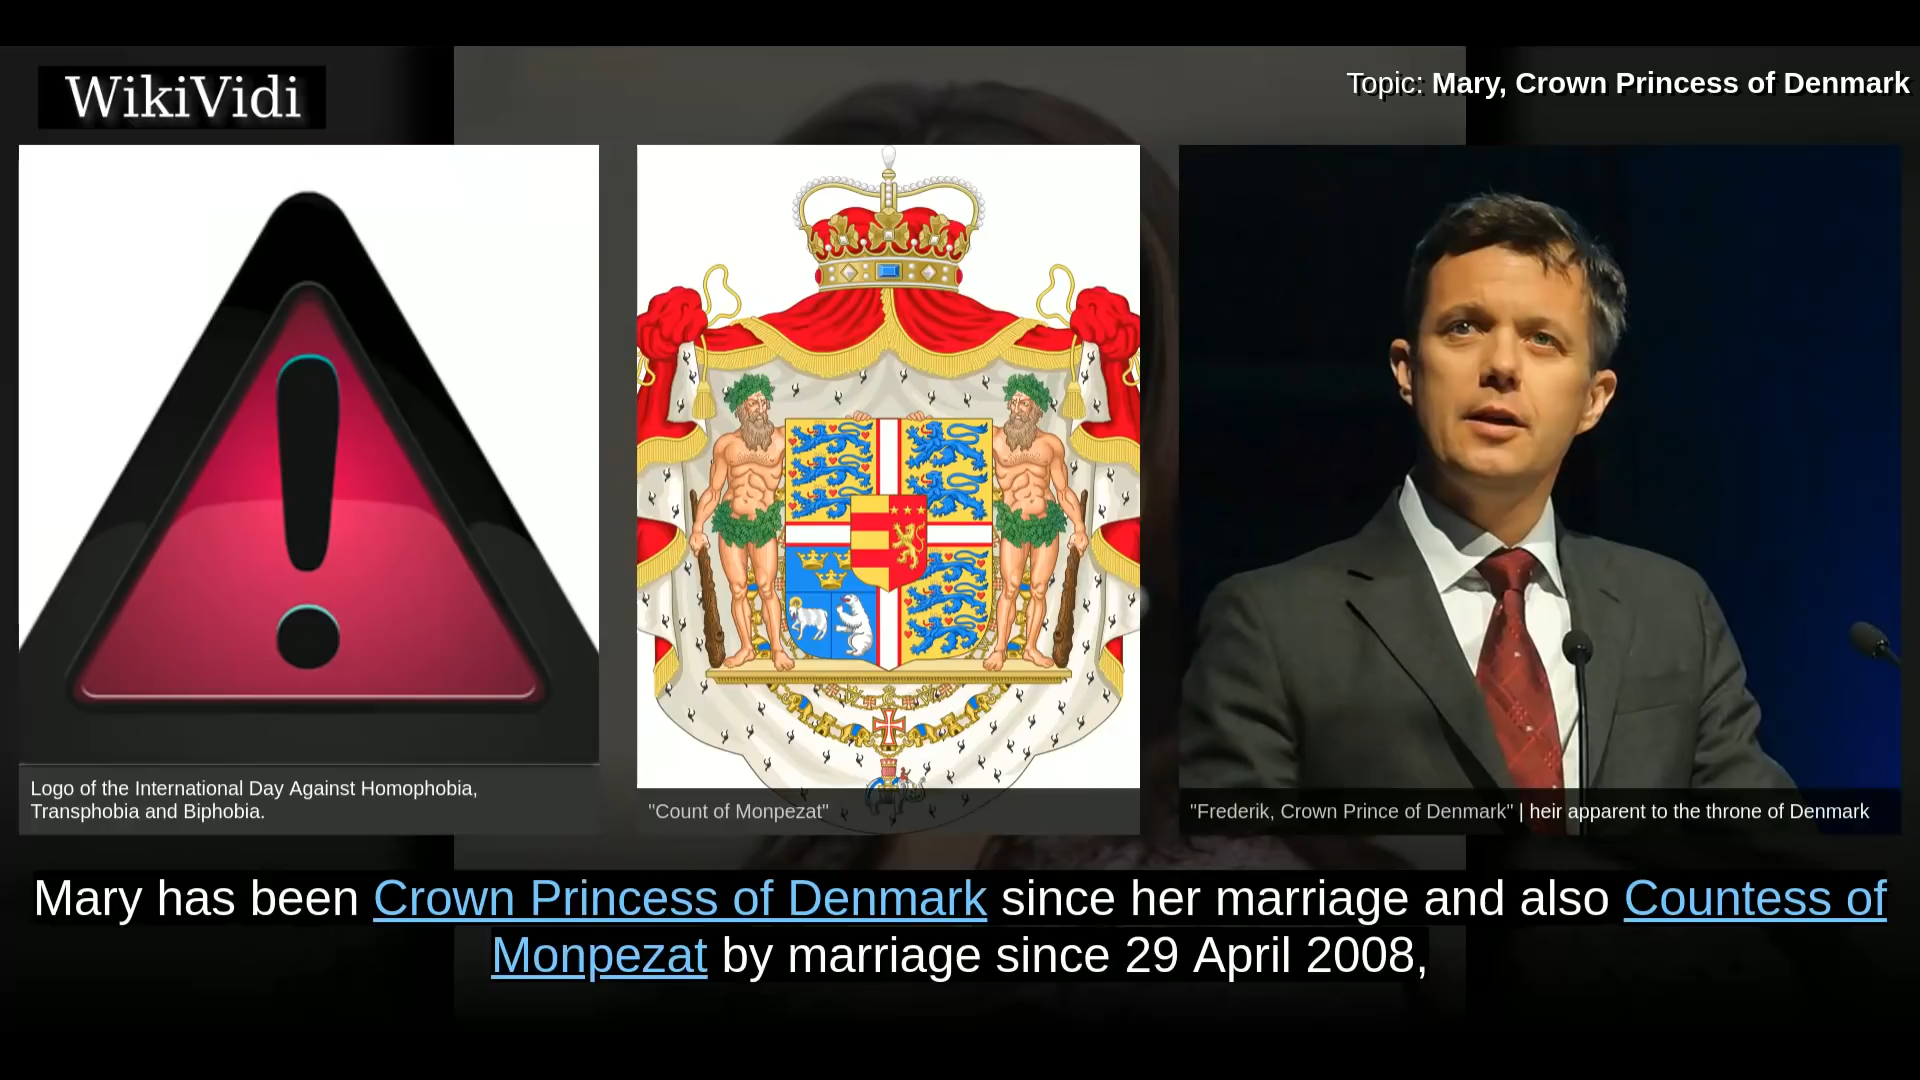 WikiVidi
Topic: Mary, Crown Princess of Denmark
Logo of the International Day Against Homophobia,
Transphobia and Biphobia.
"Count of Monpezat"
"Frederik, Crown Prince of Denmark" | heir apparent to the throne of Denmark
Mary has been Crown Princess of Denmark since her marriage and also Countess of
Monpezat by marriage since 29 April 2008,